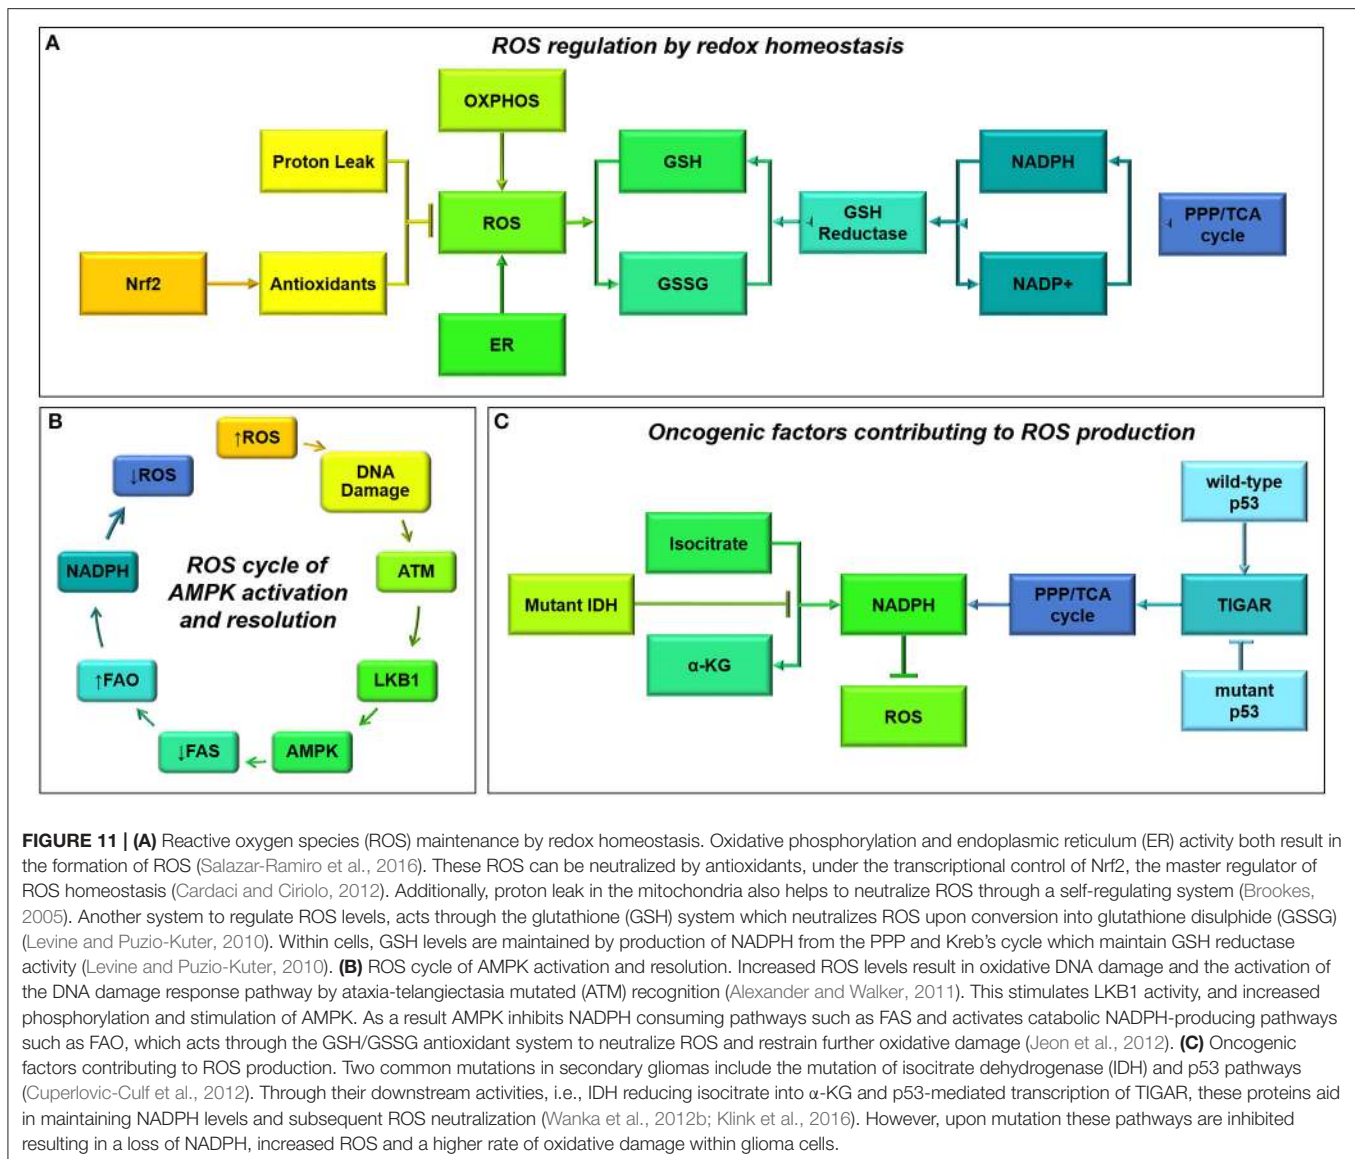 A
ROS regulation by redox homeostasis
OXPHOS
Proton Leak
GSH
NADPH
ROS
GSH
Reductase
PPP/TCA
cycle
Nrf2
Antioxidants
GSSG
NADP+
ER
B
↑ROS
↓ROS
DNA
Damage
NADPH
ROS cycle of
AMPK activation
and resolution
ATM
↑FAO
LKB1
↓FAS
AMPK
C
Oncogenic factors contributing to ROS production
wild-type
p53
Isocitrate
Mutant IDH
NADPH
PPP/TCA
cycle
TIGAR
α-KG
ROS
mutant
p53
FIGURE 11 | (A) Reactive oxygen species (ROS) maintenance by redox homeostasis. Oxidative phosphorylation and endoplasmic reticulum (ER) activity both result in
the formation of ROS (Salazar-Ramiro et al., 2016). These ROS can be neutralized by antioxidants, under the transcriptional control of Nrf2, the master regulator of
ROS homeostasis (Cardaci and Ciriolo, 2012). Additionally, proton leak in the mitochondria also helps to neutralize ROS through a self-regulating system (Brookes,
2005). Another system to regulate ROS levels, acts through the glutathione (GSH) system which neutralizes ROS upon conversion into glutathione disulphide (GSSG)
(Levine and Puzio-Kuter, 2010). Within cells, GSH levels are maintained by production of NADPH from the PPP and Kreb's cycle which maintain GSH reductase
activity (Levine and Puzio-Kuter, 2010). (B) ROS cycle of AMPK activation and resolution. Increased ROS levels result in oxidative DNA damage and the activation of
the DNA damage response pathway by ataxia-telangiectasia mutated (ATM) recognition (Alexander and Walker, 2011). This stimulates LKB1 activity, and increased
phosphorylation and stimulation of AMPK. As a result AMPK inhibits NADPH consuming pathways such as FAS and activates catabolic NADPH-producing pathways
such as FAO, which acts through the GSH/GSSG antioxidant system to neutralize ROS and restrain further oxidative damage (Jeon et al., 2012). (C) Oncogenic
factors contributing to ROS production. Two common mutations in secondary gliomas include the mutation of isocitrate dehydrogenase (IDH) and p53 pathways
(Cuperlovic-Culf et al., 2012). Through their downstream activities, i.e., IDH reducing isocitrate into α-KG and p53-mediated transcription of TIGAR, these proteins aid
in maintaining NADPH levels and subsequent ROS neutralization (Wanka et al., 2012b; Klink et al., 2016). However, upon mutation these pathways are inhibited
resulting in a loss of NADPH, increased ROS and a higher rate of oxidative damage within glioma cells.